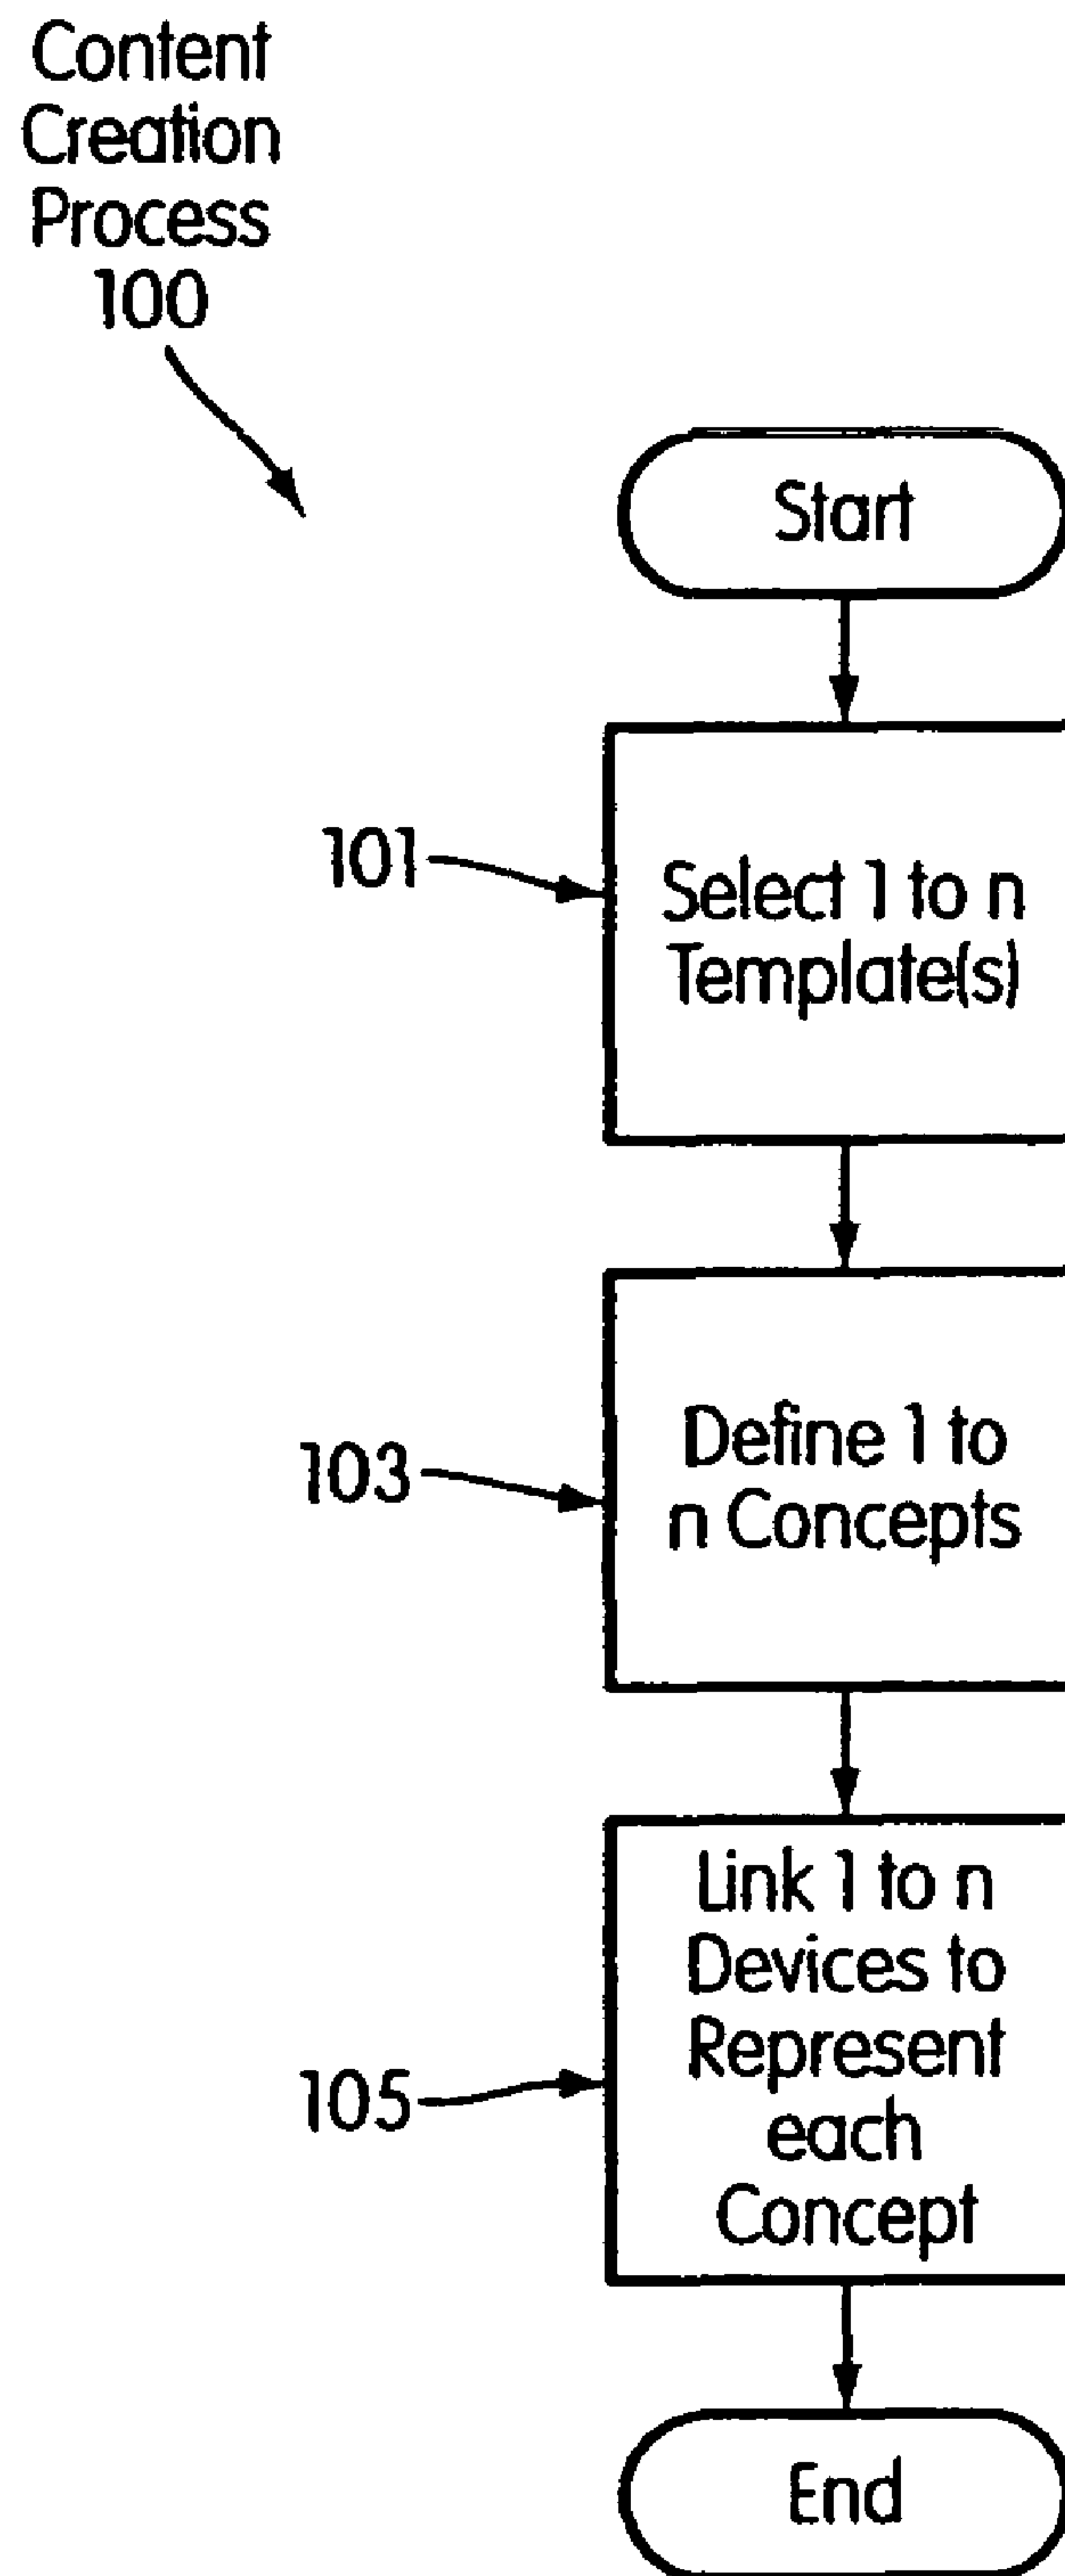 Content
Creation
Process
100
Start
101
Select 1 to n
Template(s)
103
Define 1 to
n Concepts
105
Link 1 to n
Devices to
Represent
each
Concept
End